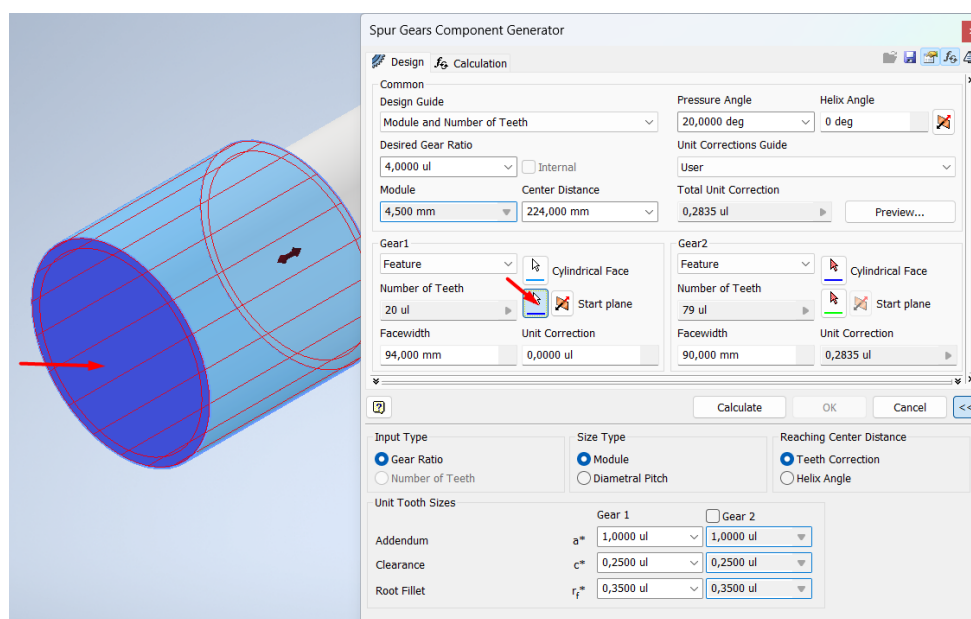 Spur Gears Component Generator
Design
Calculation
Common
Design Guide
Pressure Angle
Helix Angle
Module and Number of Teeth
20,0000 deg
0 deg
Desired Gear Ratio
Unit Corrections Guide
4,0000 ul
Internal
User
Module
Center Distance
Total Unit Correction
4,500 mm
224,000 mm
0,2835 ul
Preview...
Gear1
Gear2
Feature
Cylindrical Face
Feature
Cylindrical Face
Number of Teeth
Number of Teeth
20 ul
Start plane
79 ul
Start plane
Facewidth
Unit Correction
Facewidth
Unit Correction
94,000 mm
0,0000 ul
90,000 mm
0,2835 ul
Calculate
OK
Cancel
<<
Input Type
Size Type
Reaching Center Distance
Gear Ratio
Module
Teeth Correction
Number of Teeth
Diametral Pitch
Helix Angle
Unit Tooth Sizes
Gear 1
Gear 2
Addendum
a*
1,0000 ul
1,0000 ul
Clearance
c*
0,2500 ul
0,2500 ul
Root Fillet
rf*
0,3500 ul
0,3500 ul